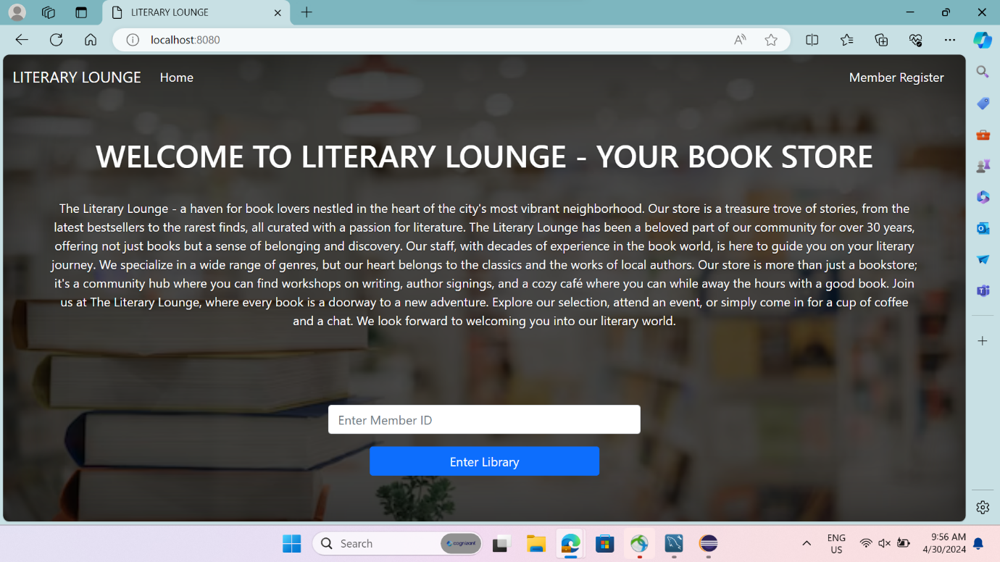 LITERARY LOUNGE
localhost:8080
LITERARY LOUNGE Home Member Register
WELCOME TO LITERARY LOUNGE - YOUR BOOK STORE
The Literary Lounge - a haven for book lovers nestled in the heart of the city's most vibrant neighborhood. Our store is a treasure trove of stories, from the
latest bestsellers to the rarest finds, all curated with a passion for literature. The Literary Lounge has been a beloved part of our community for over 30 years,
offering not just books but a sense of belonging and discovery. Our staff, with decades of experience in the book world, is here to guide you on your literary
journey. We specialize in a wide range of genres, but our heart belongs to the classics and the works of local authors. Our store is more than just a bookstore;
it's a community hub where you can find workshops on writing, author signings, and a cozy café where you can while away the hours with a good book. Join
us at The Literary Lounge, where every book is a doorway to a new adventure. Explore our selection, attend an event, or simply come in for a cup of coffee
and a chat. We look forward to welcoming you into our literary world.
Enter Member ID
Enter Library
Search cognizant
ENG
US
9:56 AM
4/30/2024